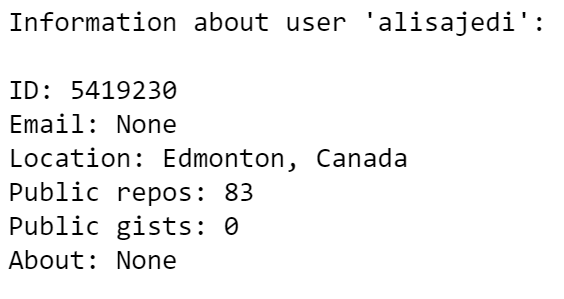 Information about user 'alisajedi':
ID: 5419230
Email: None
Location: Edmonton, Canada
Public repos: 83
Public gists: 0
About: None